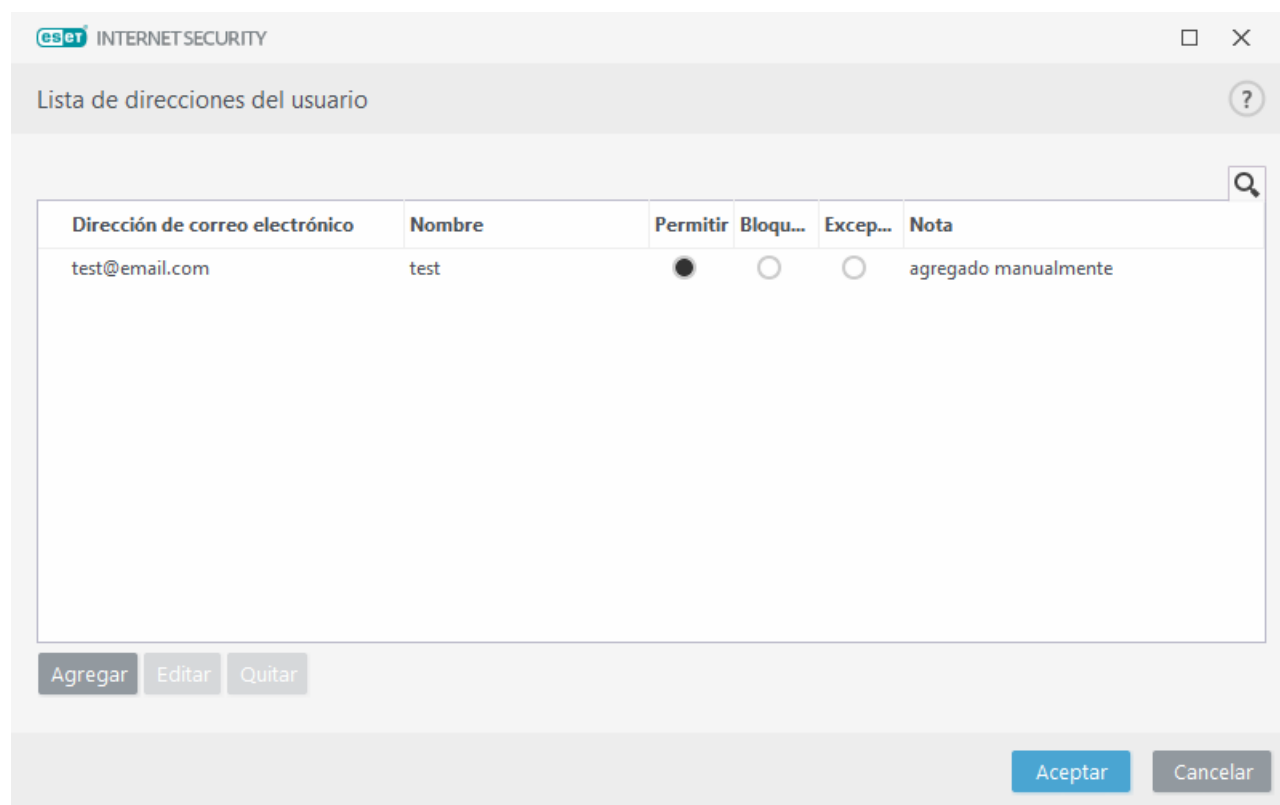 eset INTERNET SECURITY
Lista de direcciones del usuario ?
Dirección de correo electrónico Nombre Permitir Bloqu... Excep... Nota
test@email.com test agregado manualmente
Agregar Editar Quitar
Aceptar Cancelar